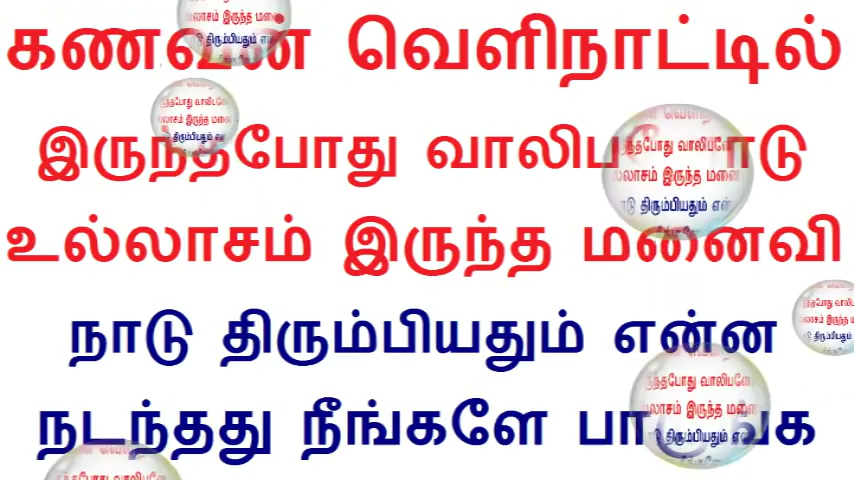 கணவன் வெளிநாட்டில்
இருந்தபோது வாலிபனோடு
உல்லாசம் இருந்த மனைவி
நாடு திரும்பியதும் என்ன
நடந்தது நீங்களே